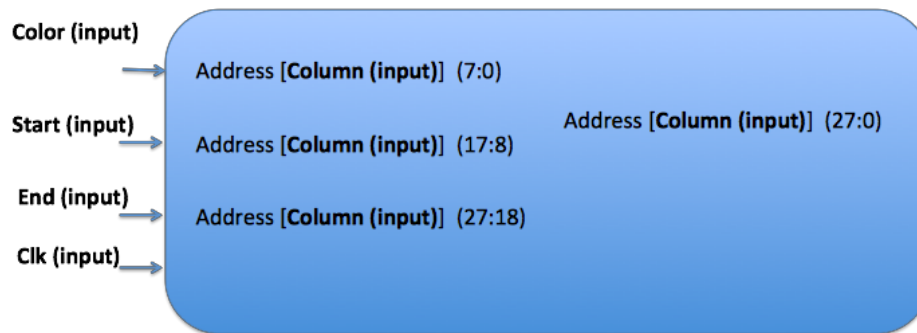 Color (input)
Address [Column (input)] (7:0)
Start (input)
Address [Column (input)] (27:0)
Address [Column (input)] (17:8)
End (input)
Address [Column (input)] (27:18)
Clk (input)